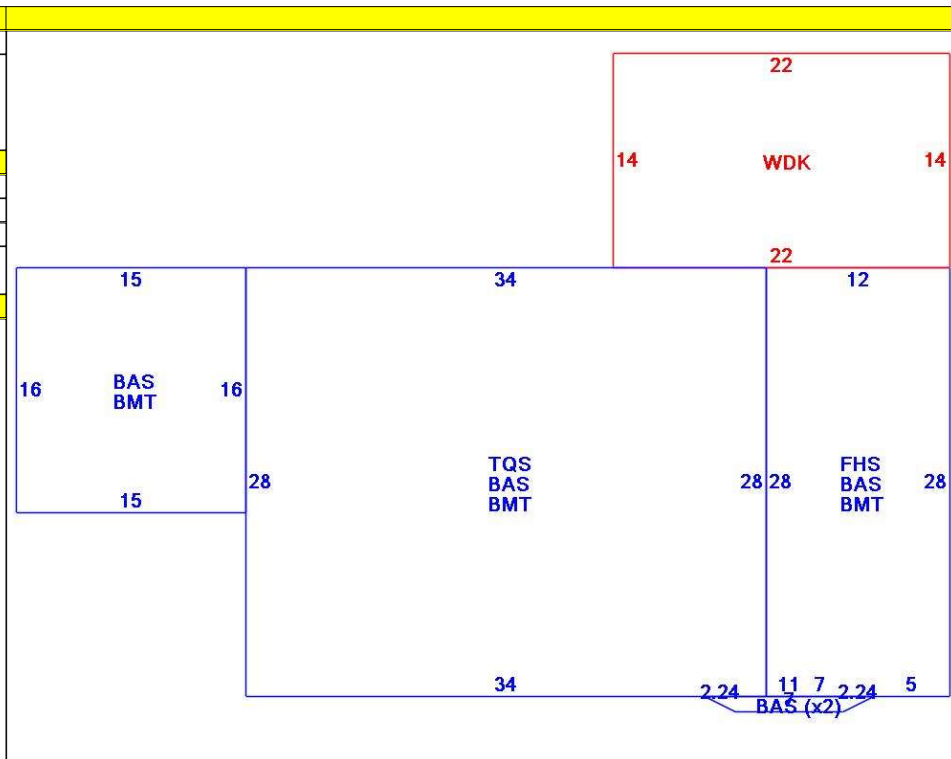 22
14 WDK 14
22
15 34 12
16 BAS 16
BMT
28 TQS 28 28 FHS 28
BAS BAS
BMT BMT
15
34 2.24 11 7 2.24 5
7
BAS (x2)